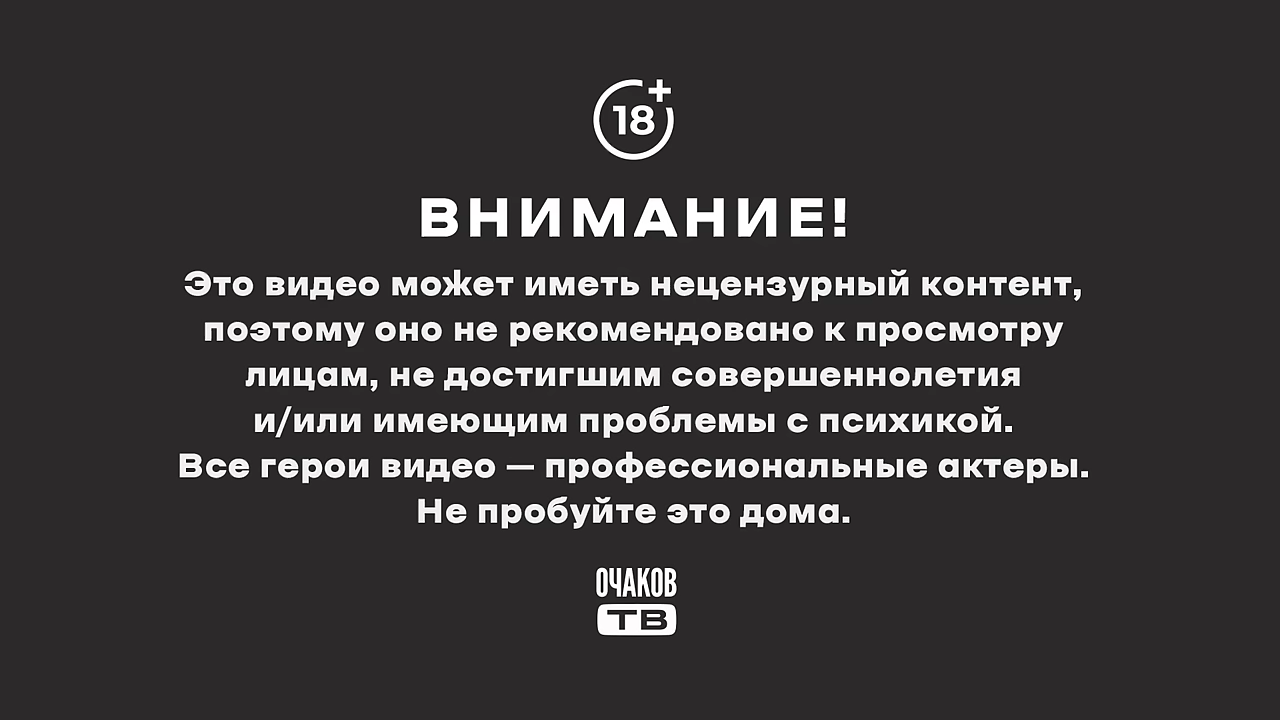 18+
ВНИМАНИЕ!
Это видео может иметь нецензурный контент,
поэтому оно не рекомендовано к просмотру
лицам, не достигшим совершеннолетия
и/или имеющим проблемы с психикой.
Все герои видео — профессиональные актеры.
Не пробуйте это дома.
ОЧАКОВ
ТВ